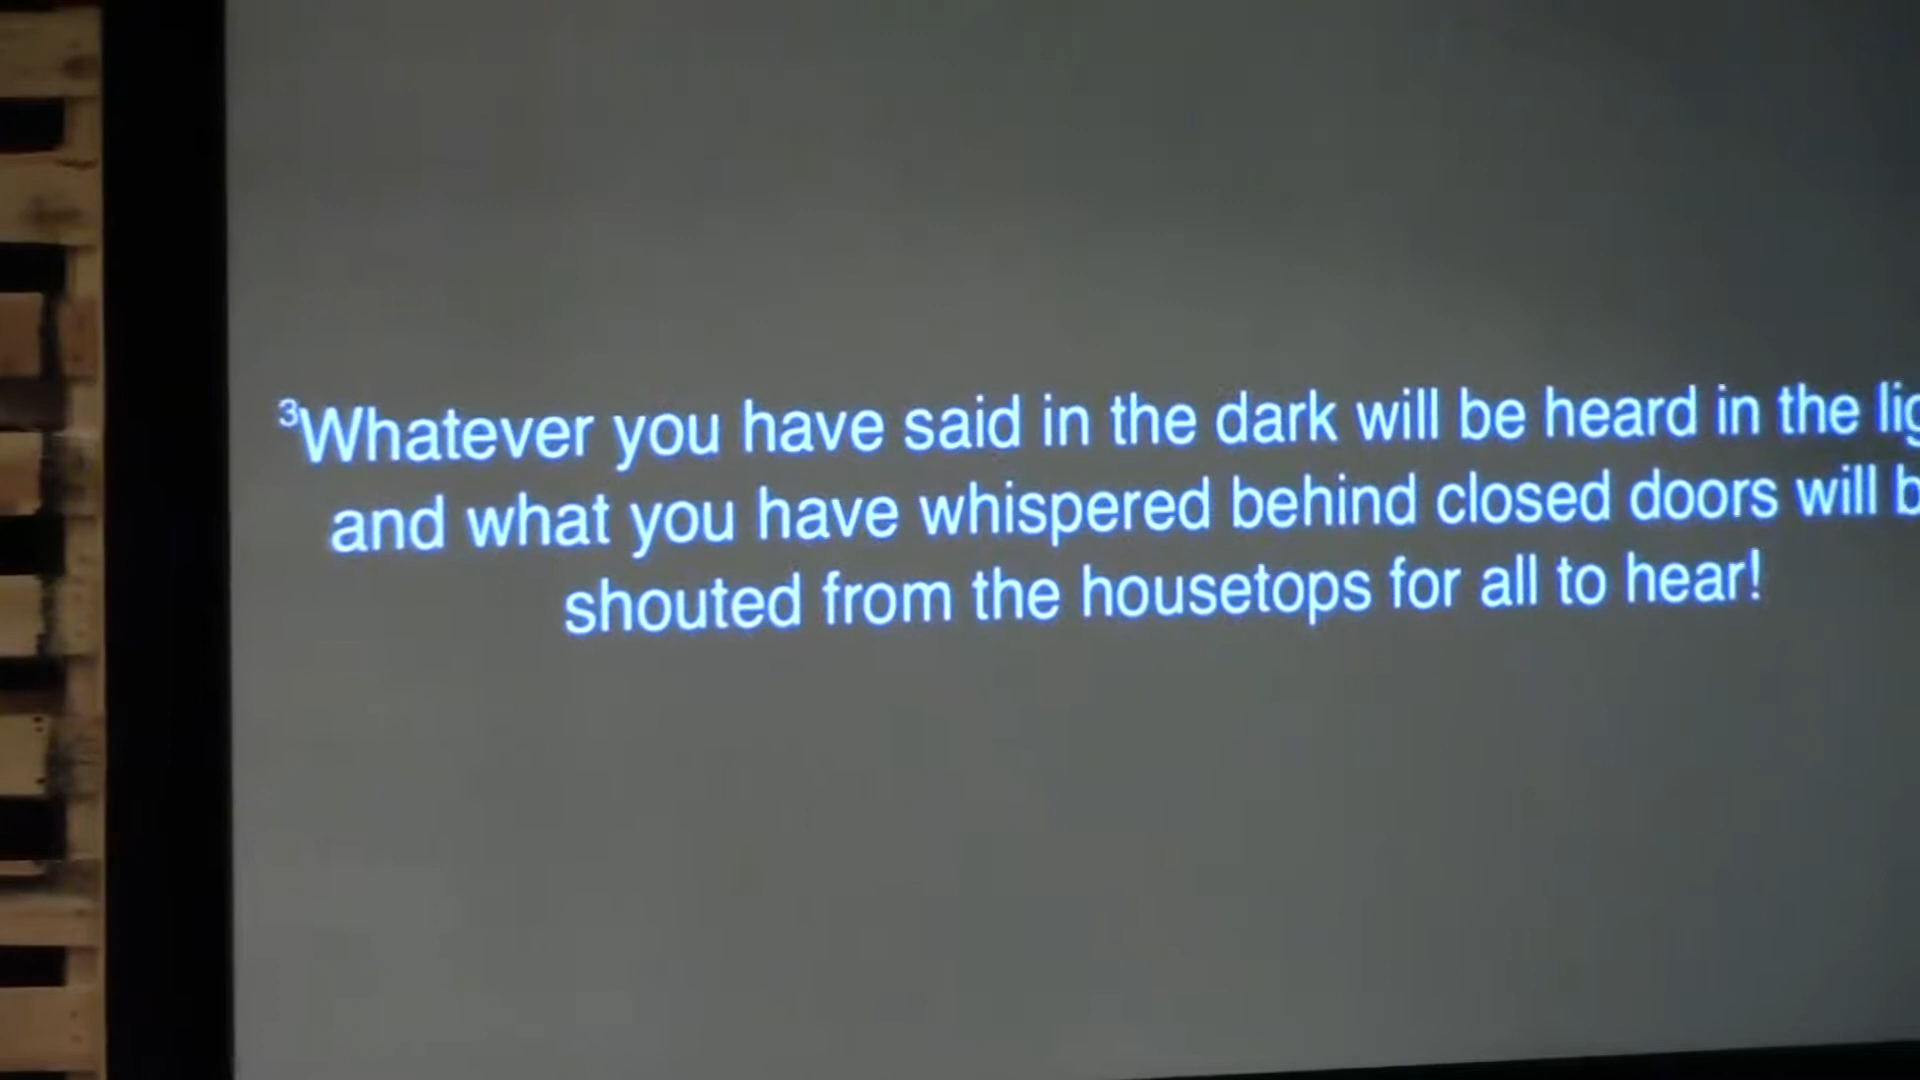 ³Whatever you have said in the dark will be heard in the
and what you have whispered behind closed doors will
shouted from the housetops for all to hear!